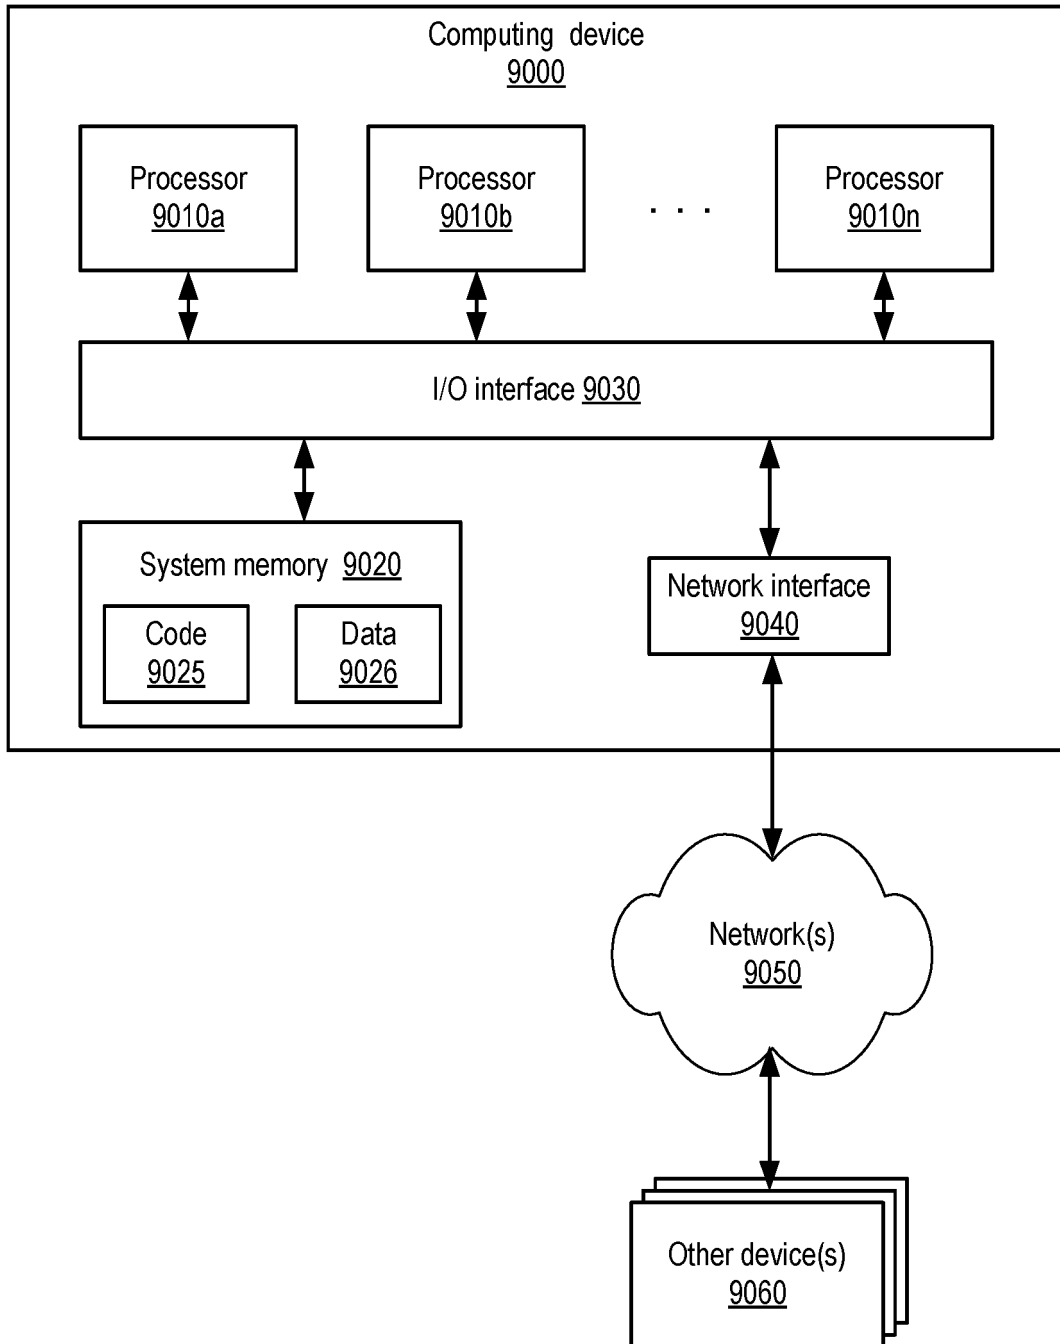 Computing device
9000
Processor
9010a
Processor
9010b
. . .
Processor
9010n
I/O interface 9030
System memory 9020
Code
9025
Data
9026
Network interface
9040
Network(s)
9050
Other device(s)
9060